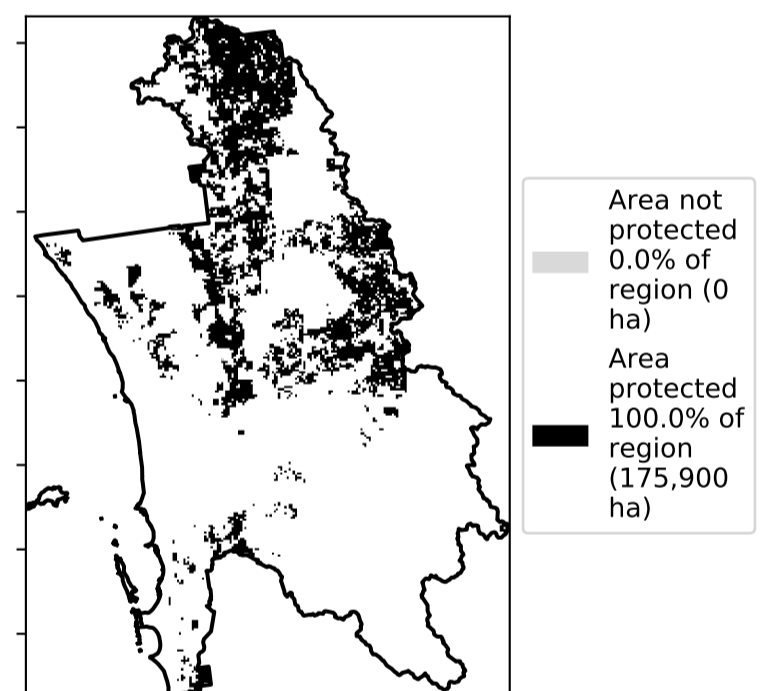 Area not
protected
0.0% of
region (0
ha)
Area
protected
100.0% of
region
(175,900
ha)